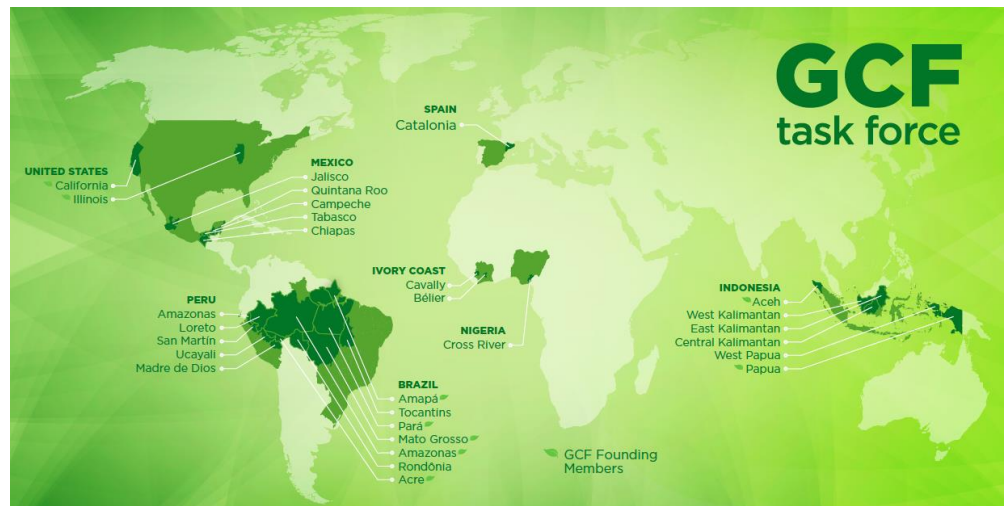 GCF
task force
SPAIN
Catalonia
UNITED STATES
California
Illinois
MEXICO
Jalisco
Quintana Roo
Campeche
Tabasco
Chiapas
IVORY COAST
Cavally
Bélier
PERU
Amazonas
Loreto
San Martín
Ucayali
Madre de Dios
NIGERIA
Cross River
INDONESIA
Aceh
West Kalimantan
East Kalimantan
Central Kalimantan
West Papua
Papua
BRAZIL
Amapá
Tocantins
Pará
Mato Grosso
Amazonas
Rondônia
Acre
GCF Founding
Members